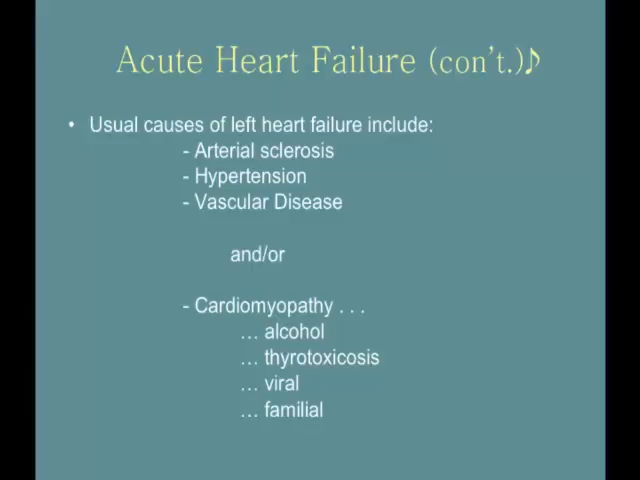 Acute Heart Failure (con't.)♪
• Usual causes of left heart failure include:
- Arterial sclerosis
- Hypertension
- Vascular Disease
and/or
- Cardiomyopathy . . .
… alcohol
… thyrotoxicosis
… viral
… familial